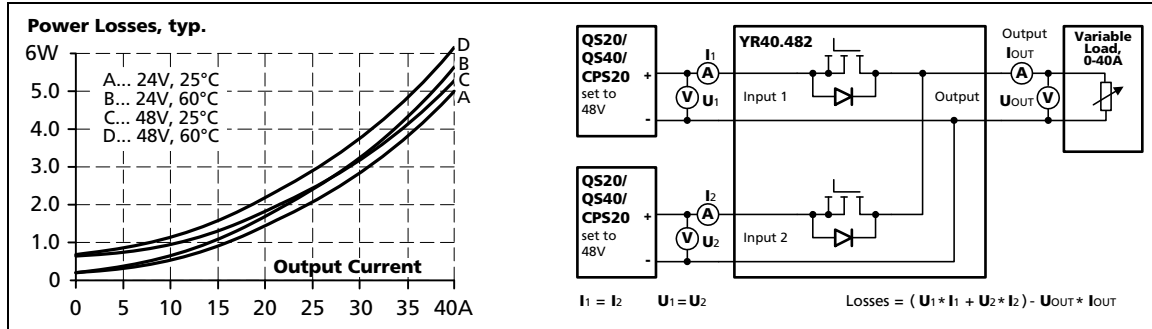 Power Losses, typ.
6W
5.0
4.0
3.0
2.0
1.0
0
A... 24V, 25°C
B... 24V, 60°C
C... 48V, 25°C
D... 48V, 60°C
D
B
C
A
Output Current
0 5 10 15 20 25 30 35 40A
QS20/
QS40/
CPS20
set to
48V
+
-
I1
A
V U1
YR40.482
Input 1
Output
Output
IOUT
A
UOUT V
Variable
Load,
0-40A
QS20/
QS40/
CPS20
set to
48V
+
-
I2
A
V U2
Input 2
I1 = I2 U1 = U2 Losses = ( U1 * I1 + U2 * I2 ) - UOUT * IOUT